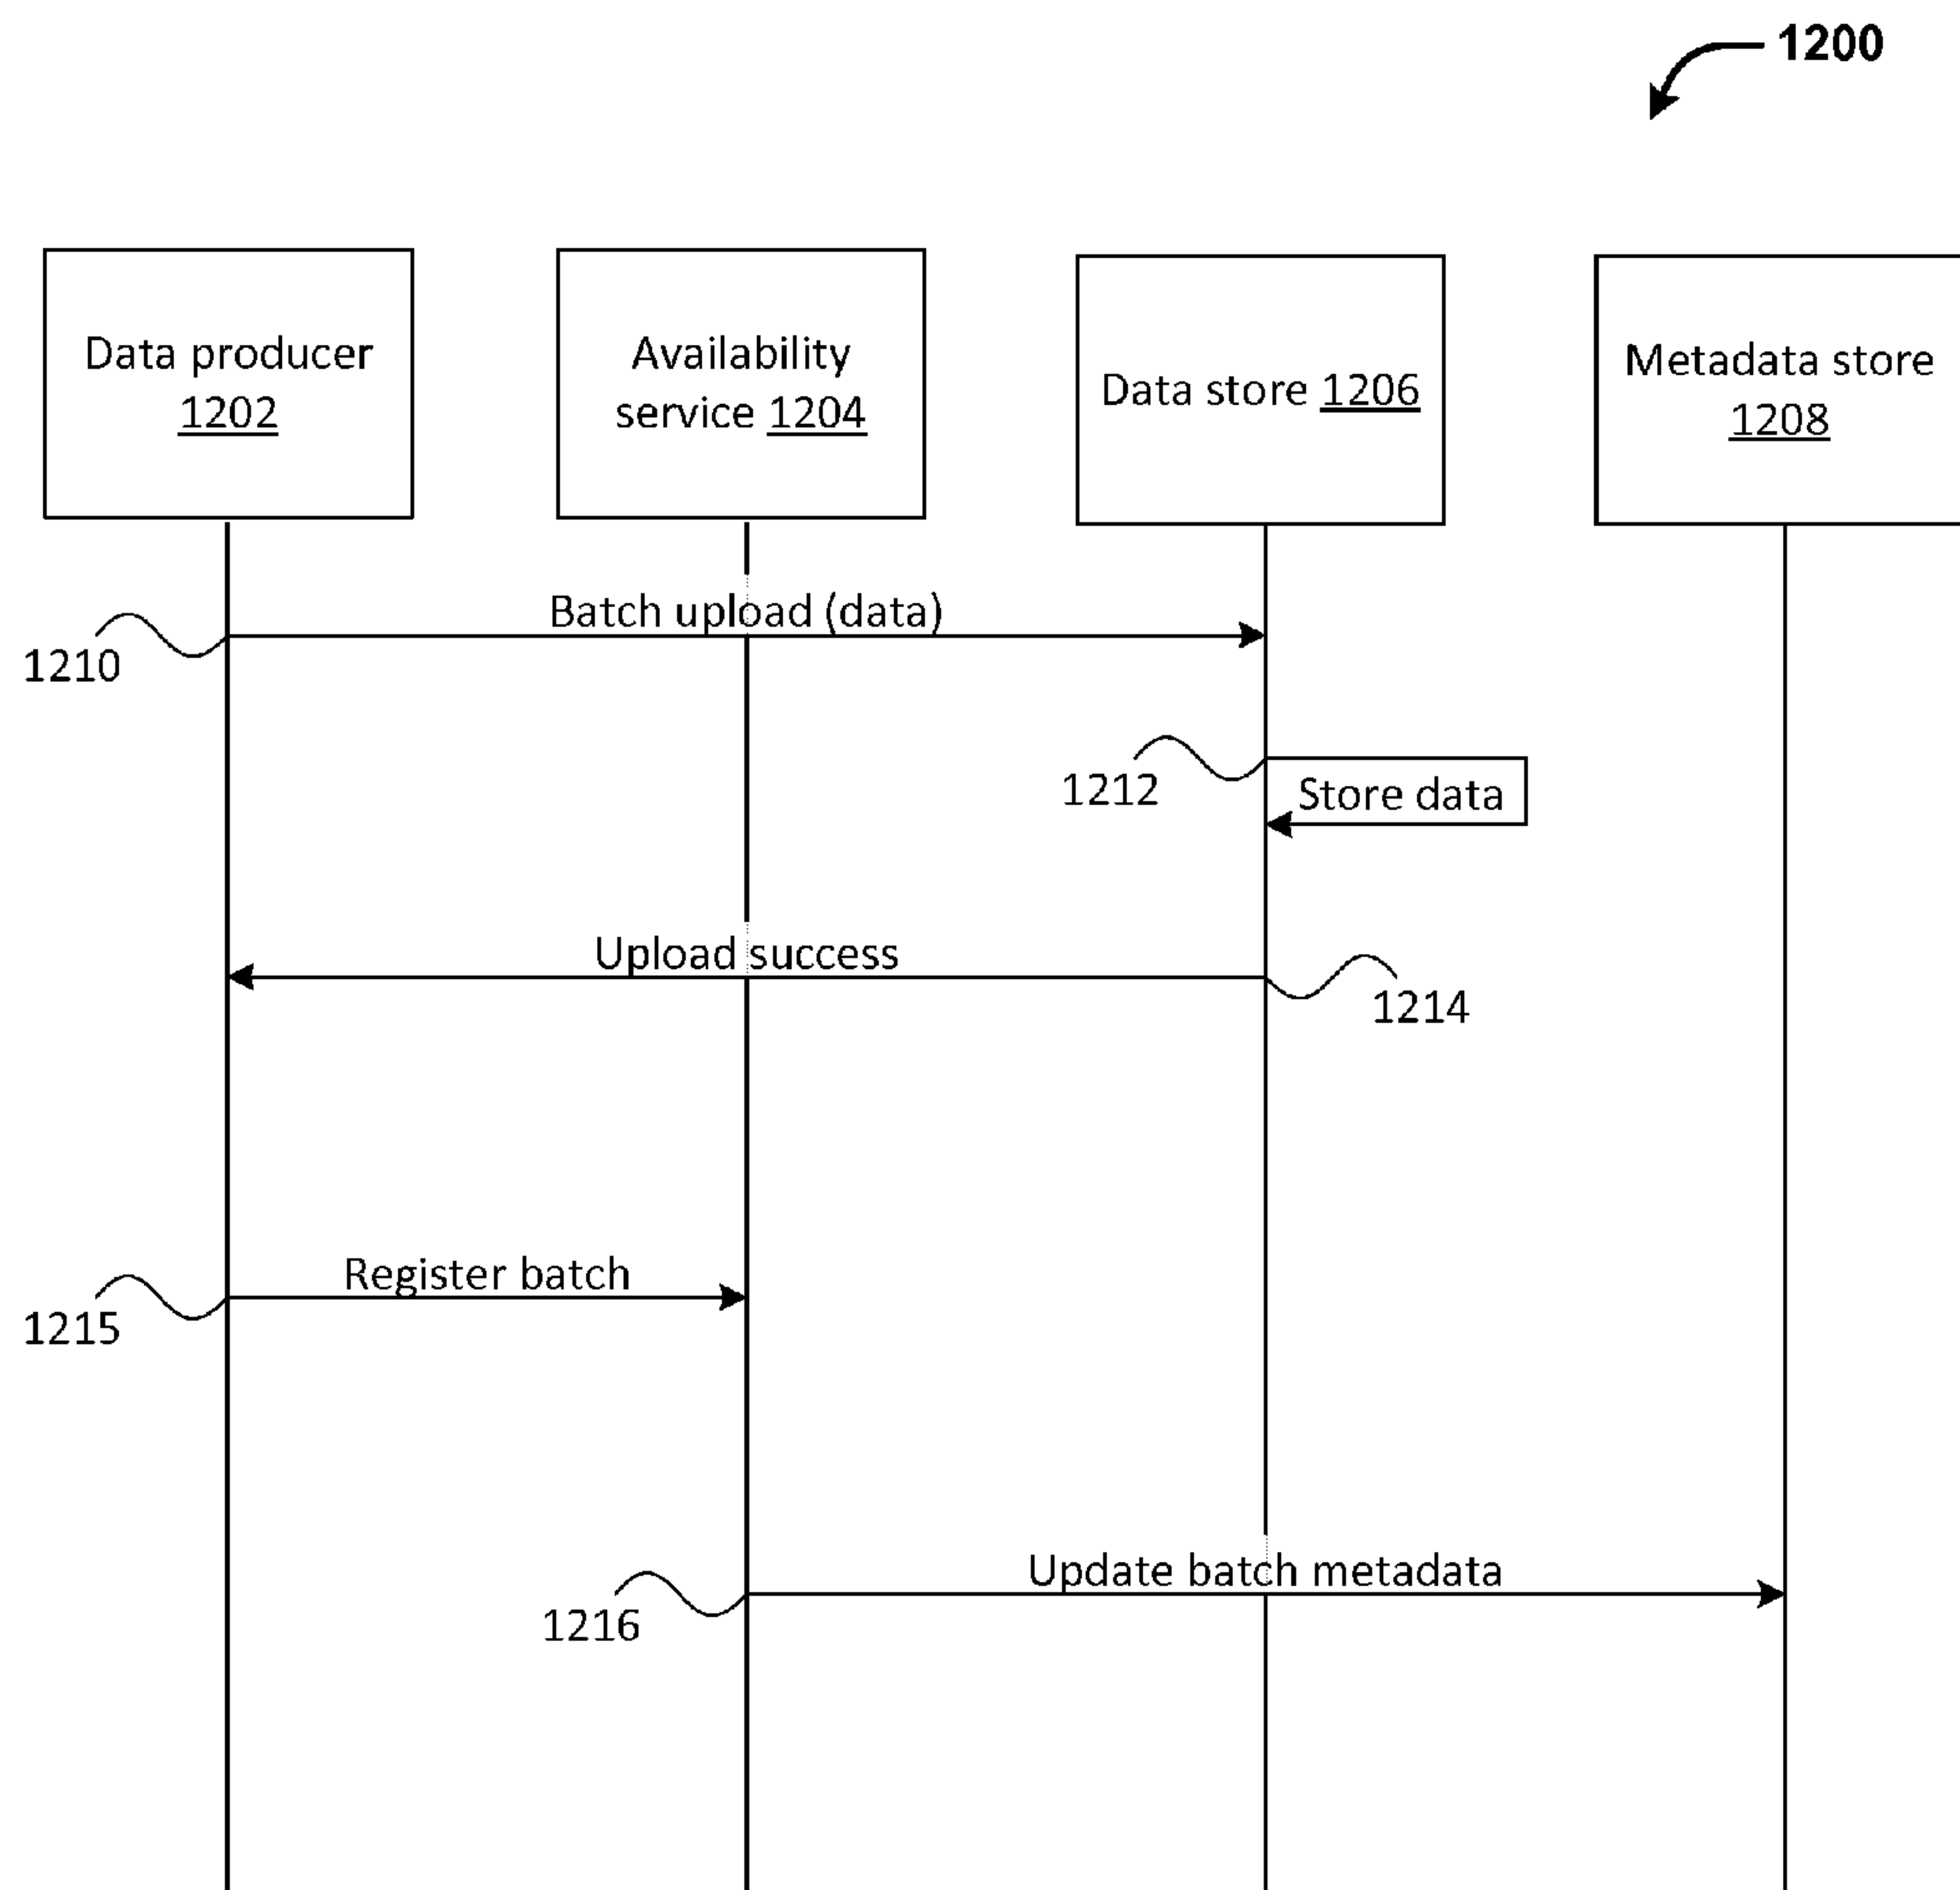 1200
Data producer
1202
Availability
service 1204
Data store 1206
Metadata store
1208
Batch upload (data)
1210
1212
Store data
Upload success
1214
Register batch
1215
Update batch metadata
1216